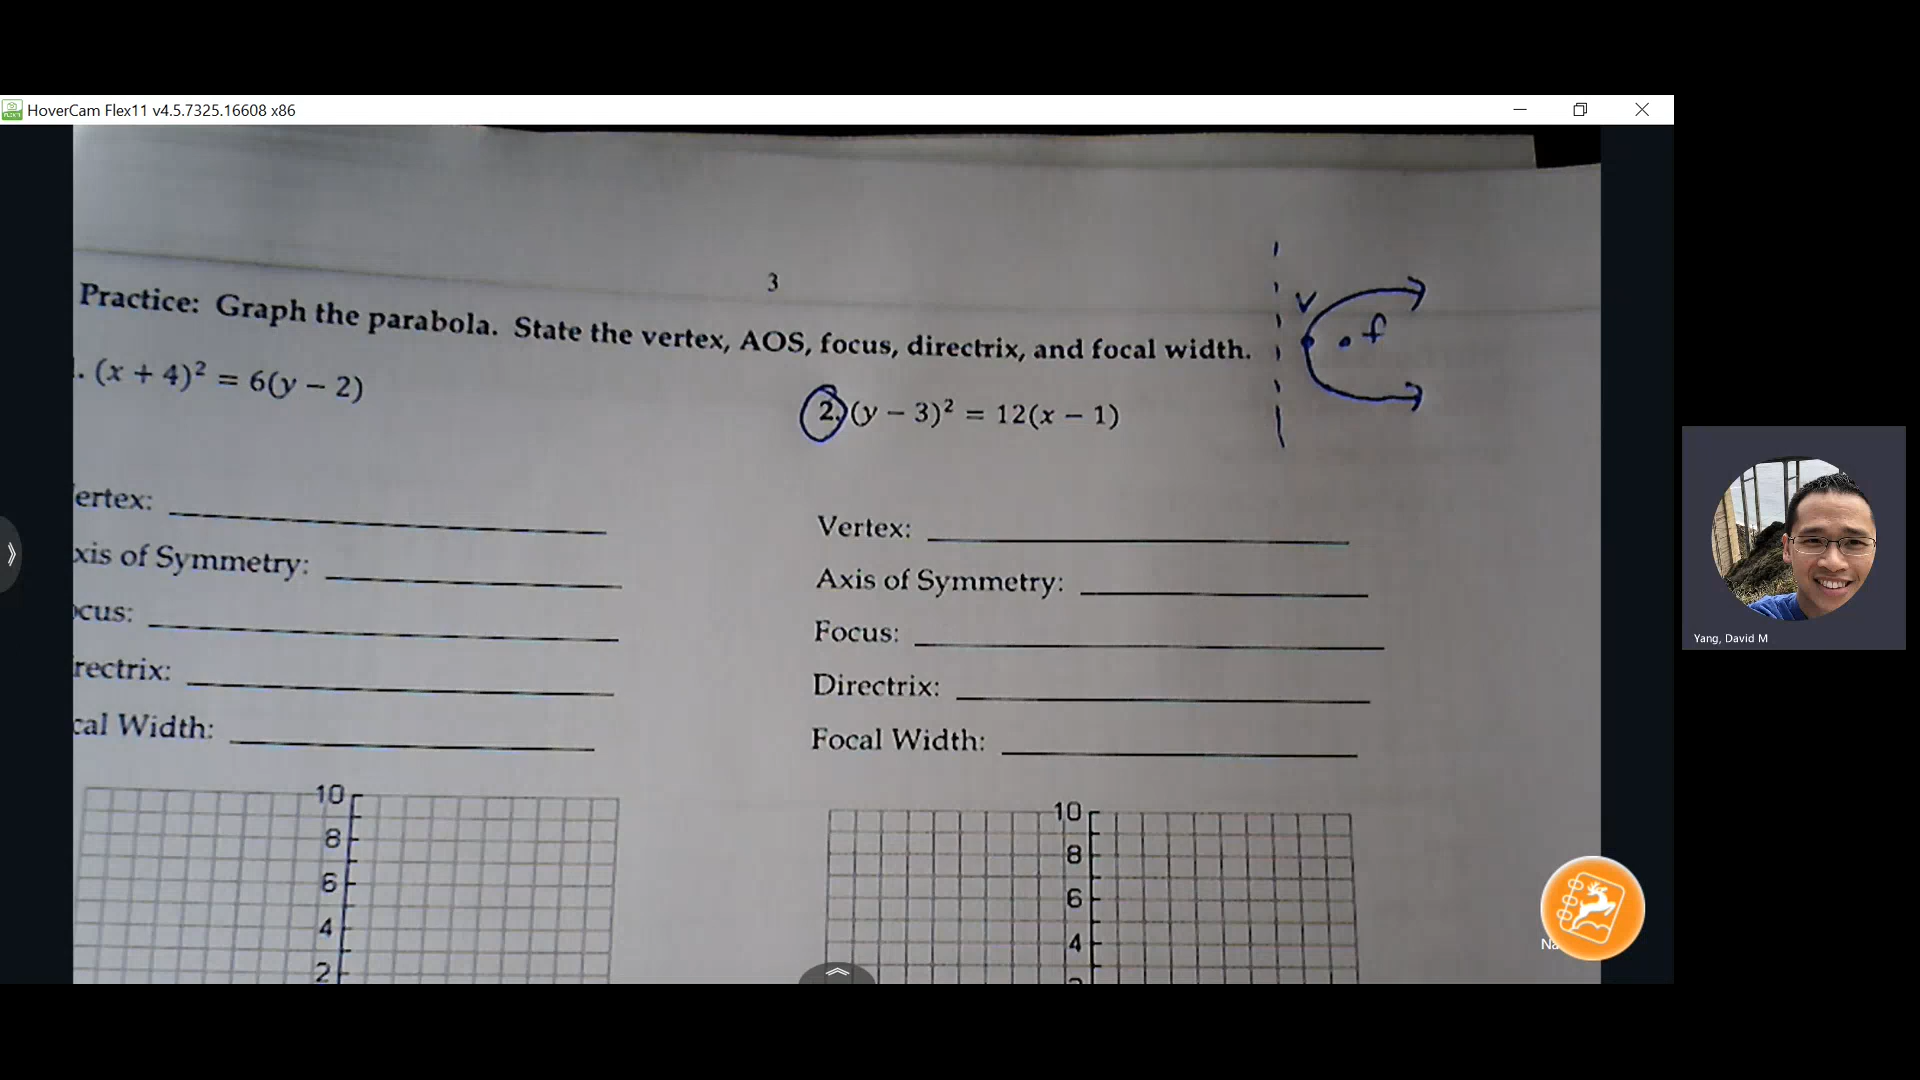 HoverCam Flex11 v4.5.7325.16608 x86
3
Practice: Graph the parabola. State the vertex, AOS, focus, directrix, and focal width.
. (x + 4)² = 6(y − 2)
2. (y − 3)² = 12(x − 1)
V
f
ertex:
xis of Symmetry:
ocus:
rectrix:
cal Width:
Vertex:
Axis of Symmetry:
Focus:
Directrix:
Focal Width:
10
8
6
4
2
10
8
6
4
Yang, David M